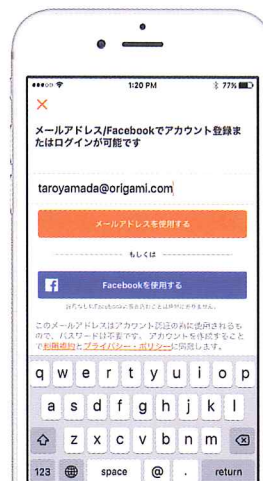 1:20 PM
77%
メールアドレス/Facebookでアカウント登録ま
たはログインが可能です
taroyamada@origami.com
メールアドレスを使用する
もしくは
Facebookを使用する
このメールアドレスはアカウント認証の為に使用されるも
ので、パスワードは不要です。アカウントを作成すること
で利用規約とプライバシー・ポリシーに同意します。
q w e r t y u i o p
a s d f g h j k l
z x c v b n m
123 space @ . return